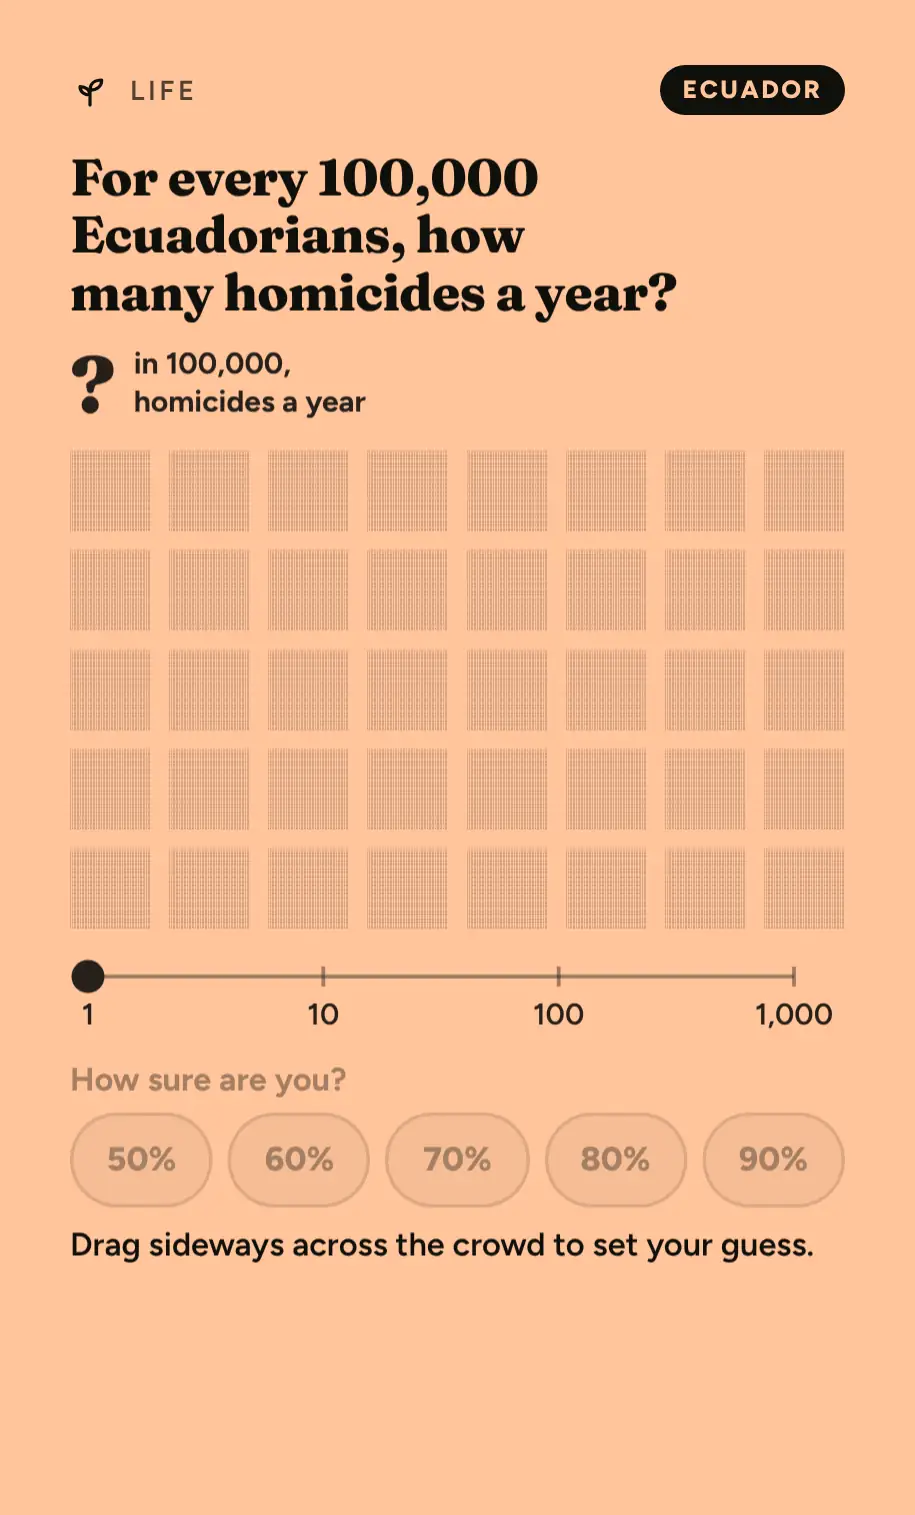 LIFE
ECUADOR
For every 100,000
Ecuadorians, how
many homicides a year?
?
in 100,000,
homicides a year
1
10
100
1,000
How sure are you?
50%
60%
70%
80%
90%
Drag sideways across the crowd to set your guess.